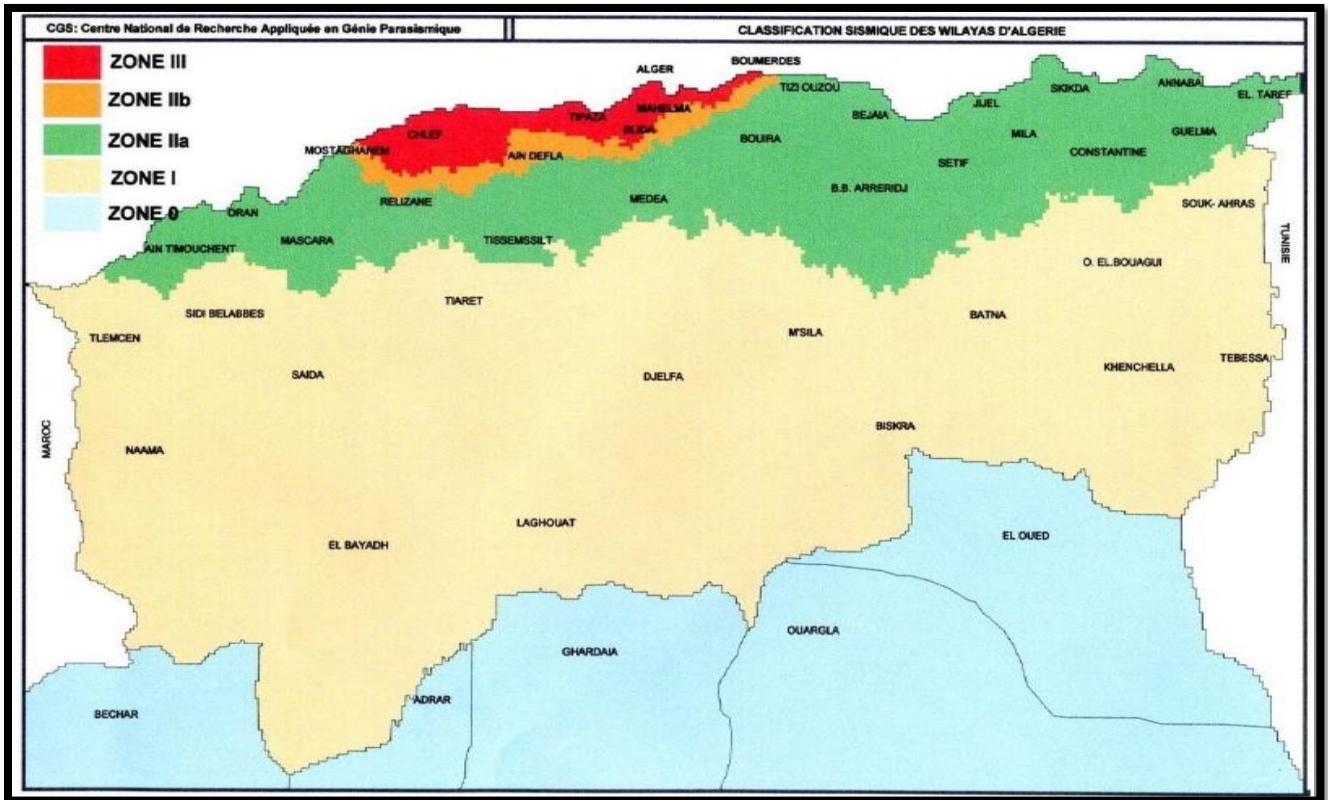 CGS: Centre National de Recherche Appliquée en Génie Parasismique
CLASSIFICATION SISMIQUE DES WILAYAS D'ALGERIE
ZONE III
ZONE IIb
ZONE IIa
ZONE I
ZONE 0
ALGER
BOUMERDES
TIZI OUZOU
SKIKDA
ANNABA
EL. TAREF
JIJEL
BEJAIA
MAHELMA
TIPAZA
BLIDA
CHLEF
MOSTAGHANEM
AIN DEFLA
BOUIRA
MILA
GUELMA
CONSTANTINE
SETIF
B.B. ARRERIDJ
MEDEA
RELIZANE
SOUK- AHRAS
ORAN
MASCARA
TISSEMSSILT
AIN TIMOUCHENT
TUNISIE
O. EL.BOUAGUI
TIARET
SIDI BELABBES
BATNA
M'SILA
TLEMCEN
TEBESSA
KHENCHELLA
SAIDA
DJELFA
BISKRA
MAROC
NAAMA
LAGHOUAT
EL BAYADH
EL OUED
OUARGLA
GHARDAIA
ADRAR
BECHAR